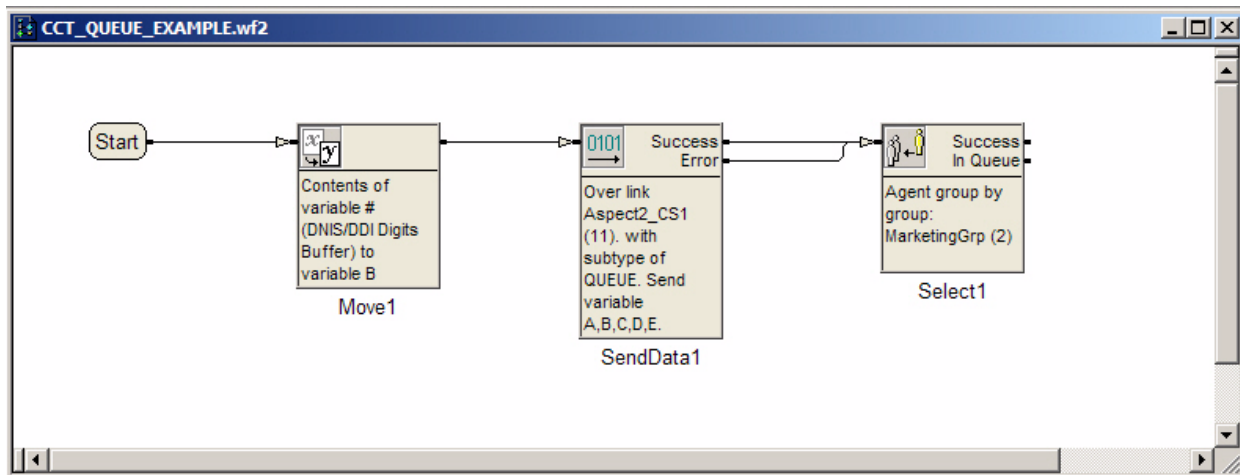 CCT_QUEUE_EXAMPLE.wf2
Start
x
y
Contents of
variable #
(DNIS/DDI Digits
Buffer) to
variable B
Move1
0101
Success
Error
Over link
Aspect2_CS1
(11). with
subtype of
QUEUE. Send
variable
A,B,C,D,E.
SendData1
Success
In Queue
Agent group by
group:
MarketingGrp (2)
Select1